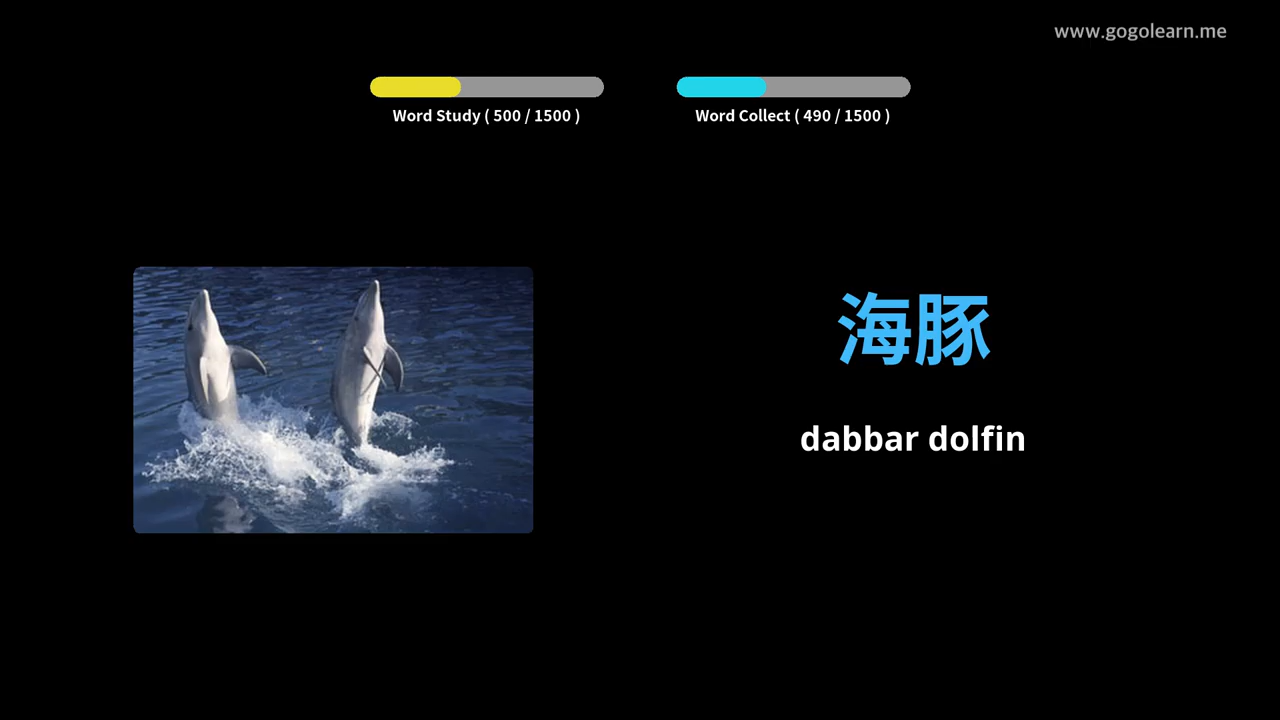 www.gogolearn.me
Word Study ( 500 / 1500 )
Word Collect ( 490 / 1500 )
海豚
dabbar dolfin